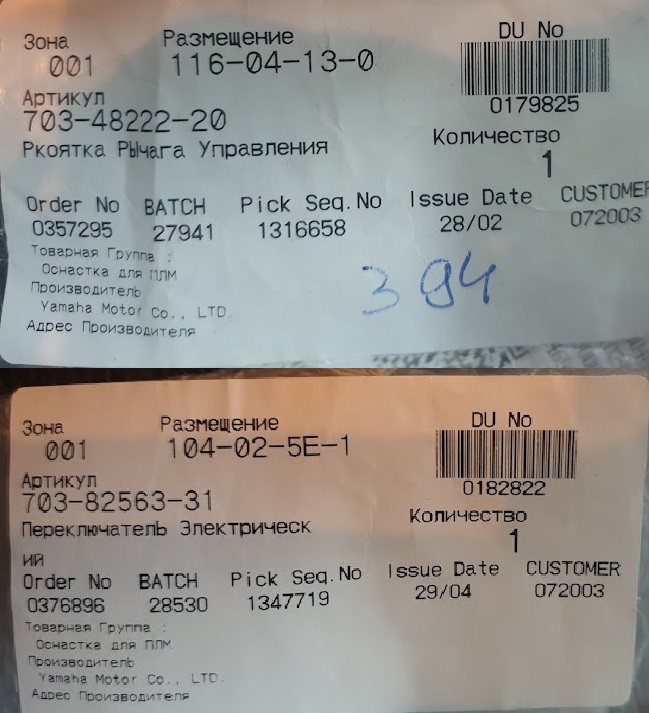 Зона Размещение DU No
001 116-04-13-0
0179825
Артикул
703-48222-20
Количество
Ркоятка Рычага Управления 1
Order No BATCH Pick Seq.No Issue Date CUSTOMER
0357295 27941 1316658 28/02 072003
Товарная Группа :
Оснастка для ПЛМ
Производитель
Yamaha Motor Co., LTD.
Адрес Производителя
394
Зона Размещение DU No
001 104-02-5E-1
0182822
Артикул
703-82563-31
Количество
Переключатель Электрическ 1
ий
Order No BATCH Pick Seq.No Issue Date CUSTOMER
0376896 28530 1347719 29/04 072003
Товарная Группа :
Оснастка для ПЛМ
Производитель
Yamaha Motor Co., LTD.
Адрес Производителя